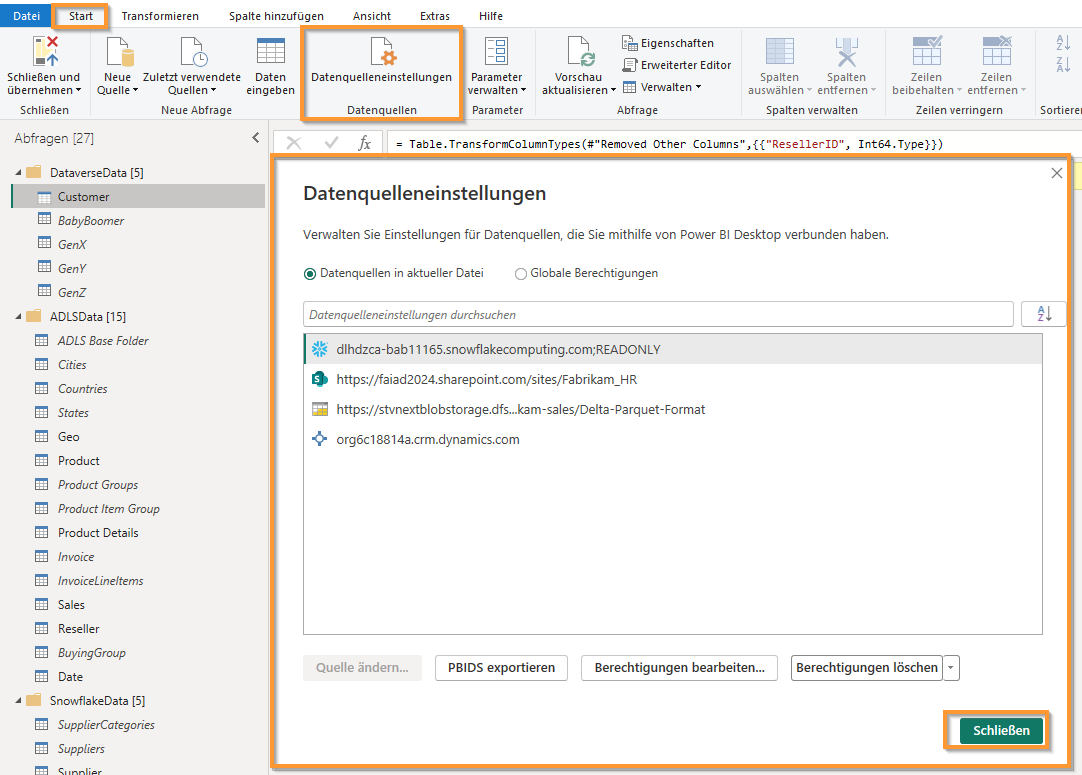 Datei Start Transformieren Spalte hinzufügen Ansicht Extras Hilfe
Schließen und übernehmen
Schließen
Neue Quelle
Zuletzt verwendete Quellen
Daten eingeben
Neue Abfrage
Datenquelleneinstellungen
Datenquellen
Parameter verwalten
Parameter
Vorschau aktualisieren
Eigenschaften
Erweiterter Editor
Verwalten
Abfrage
Spalten auswählen
Spalten entfernen
Spalten verwalten
Zeilen beibehalten
Zeilen entfernen
Zeilen verringern
A
Z
Z
A
Sortieren
Abfragen [27]
fx
= Table.TransformColumnTypes(#"Removed Other Columns",{{"ResellerID", Int64.Type}})
DataverseData [5]
Customer
BabyBoomer
GenX
GenY
GenZ
ADLSData [15]
ADLS Base Folder
Cities
Countries
States
Geo
Product
Product Groups
Product Item Group
Product Details
Invoice
InvoiceLineItems
Sales
Reseller
BuyingGroup
Date
SnowflakeData [5]
SupplierCategories
Suppliers
Supplier
Datenquelleneinstellungen
Verwalten Sie Einstellungen für Datenquellen, die Sie mithilfe von Power BI Desktop verbunden haben.
Datenquellen in aktueller Datei Globale Berechtigungen
Datenquelleneinstellungen durchsuchen
A
Z
dlhdzca-bab11165.snowflakecomputing.com;READONLY
https://faiad2024.sharepoint.com/sites/Fabrikam_HR
https://stvnextblobstorage.dfs...kam-sales/Delta-Parquet-Format
org6c18814a.crm.dynamics.com
Quelle ändern... PBIDS exportieren Berechtigungen bearbeiten... Berechtigungen löschen
Schließen